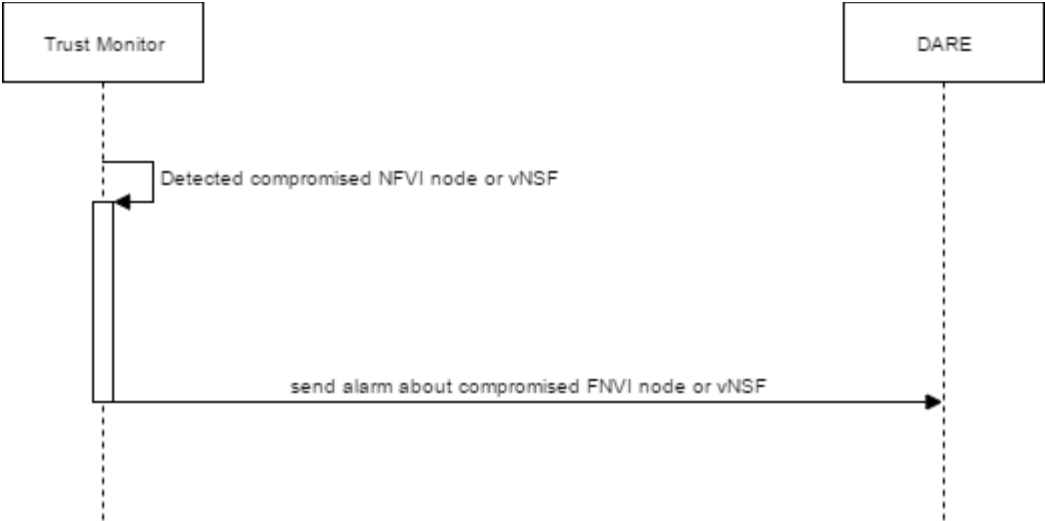 Trust Monitor
DARE
Detected compromised NFVI node or vNSF
send alarm about compromised FNVI node or vNSF